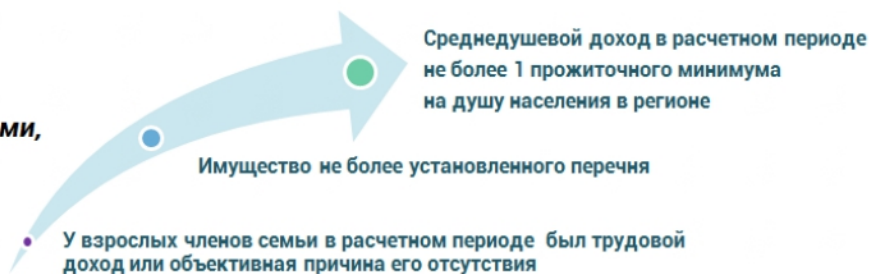 Среднедушевой доход в расчетном периоде
не более 1 прожиточного минимума
на душу населения в регионе
ми,
Имущество не более установленного перечня
У взрослых членов семьи в расчетном периоде был трудовой
доход или объективная причина его отсутствия